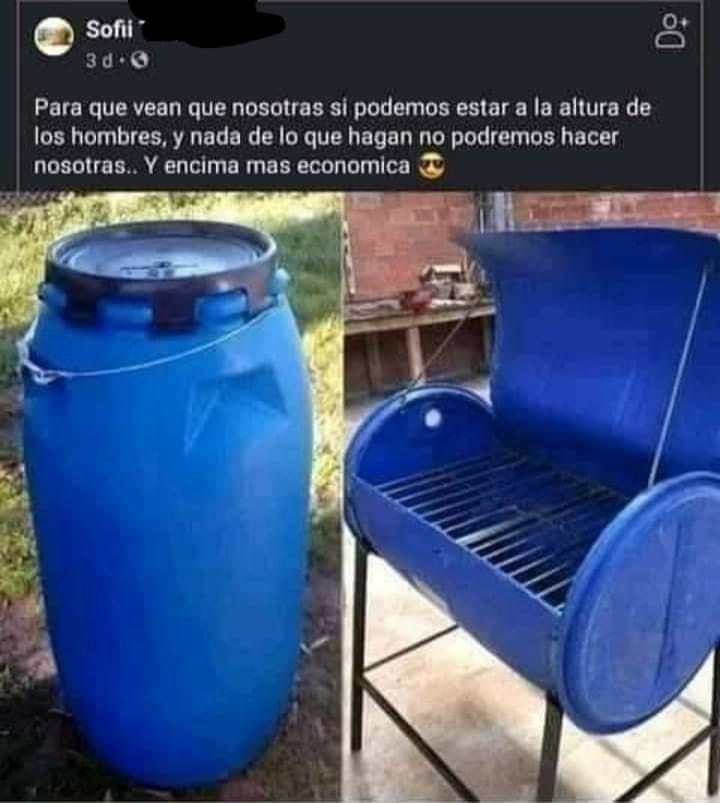 Sofii
3 d
Para que vean que nosotras si podemos estar a la altura de
los hombres, y nada de lo que hagan no podremos hacer
nosotras.. Y encima mas economica 😎